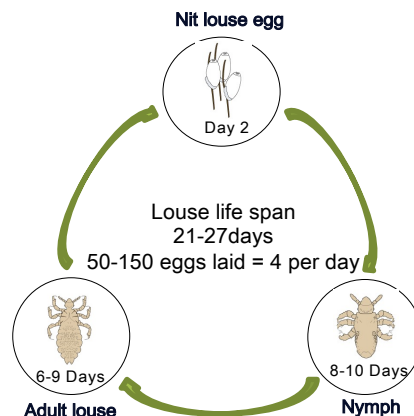 Nit louse egg
Day 2
Louse life span
21-27days
50-150 eggs laid = 4 per day
6-9 Days
Adult louse
8-10 Days
Nymph